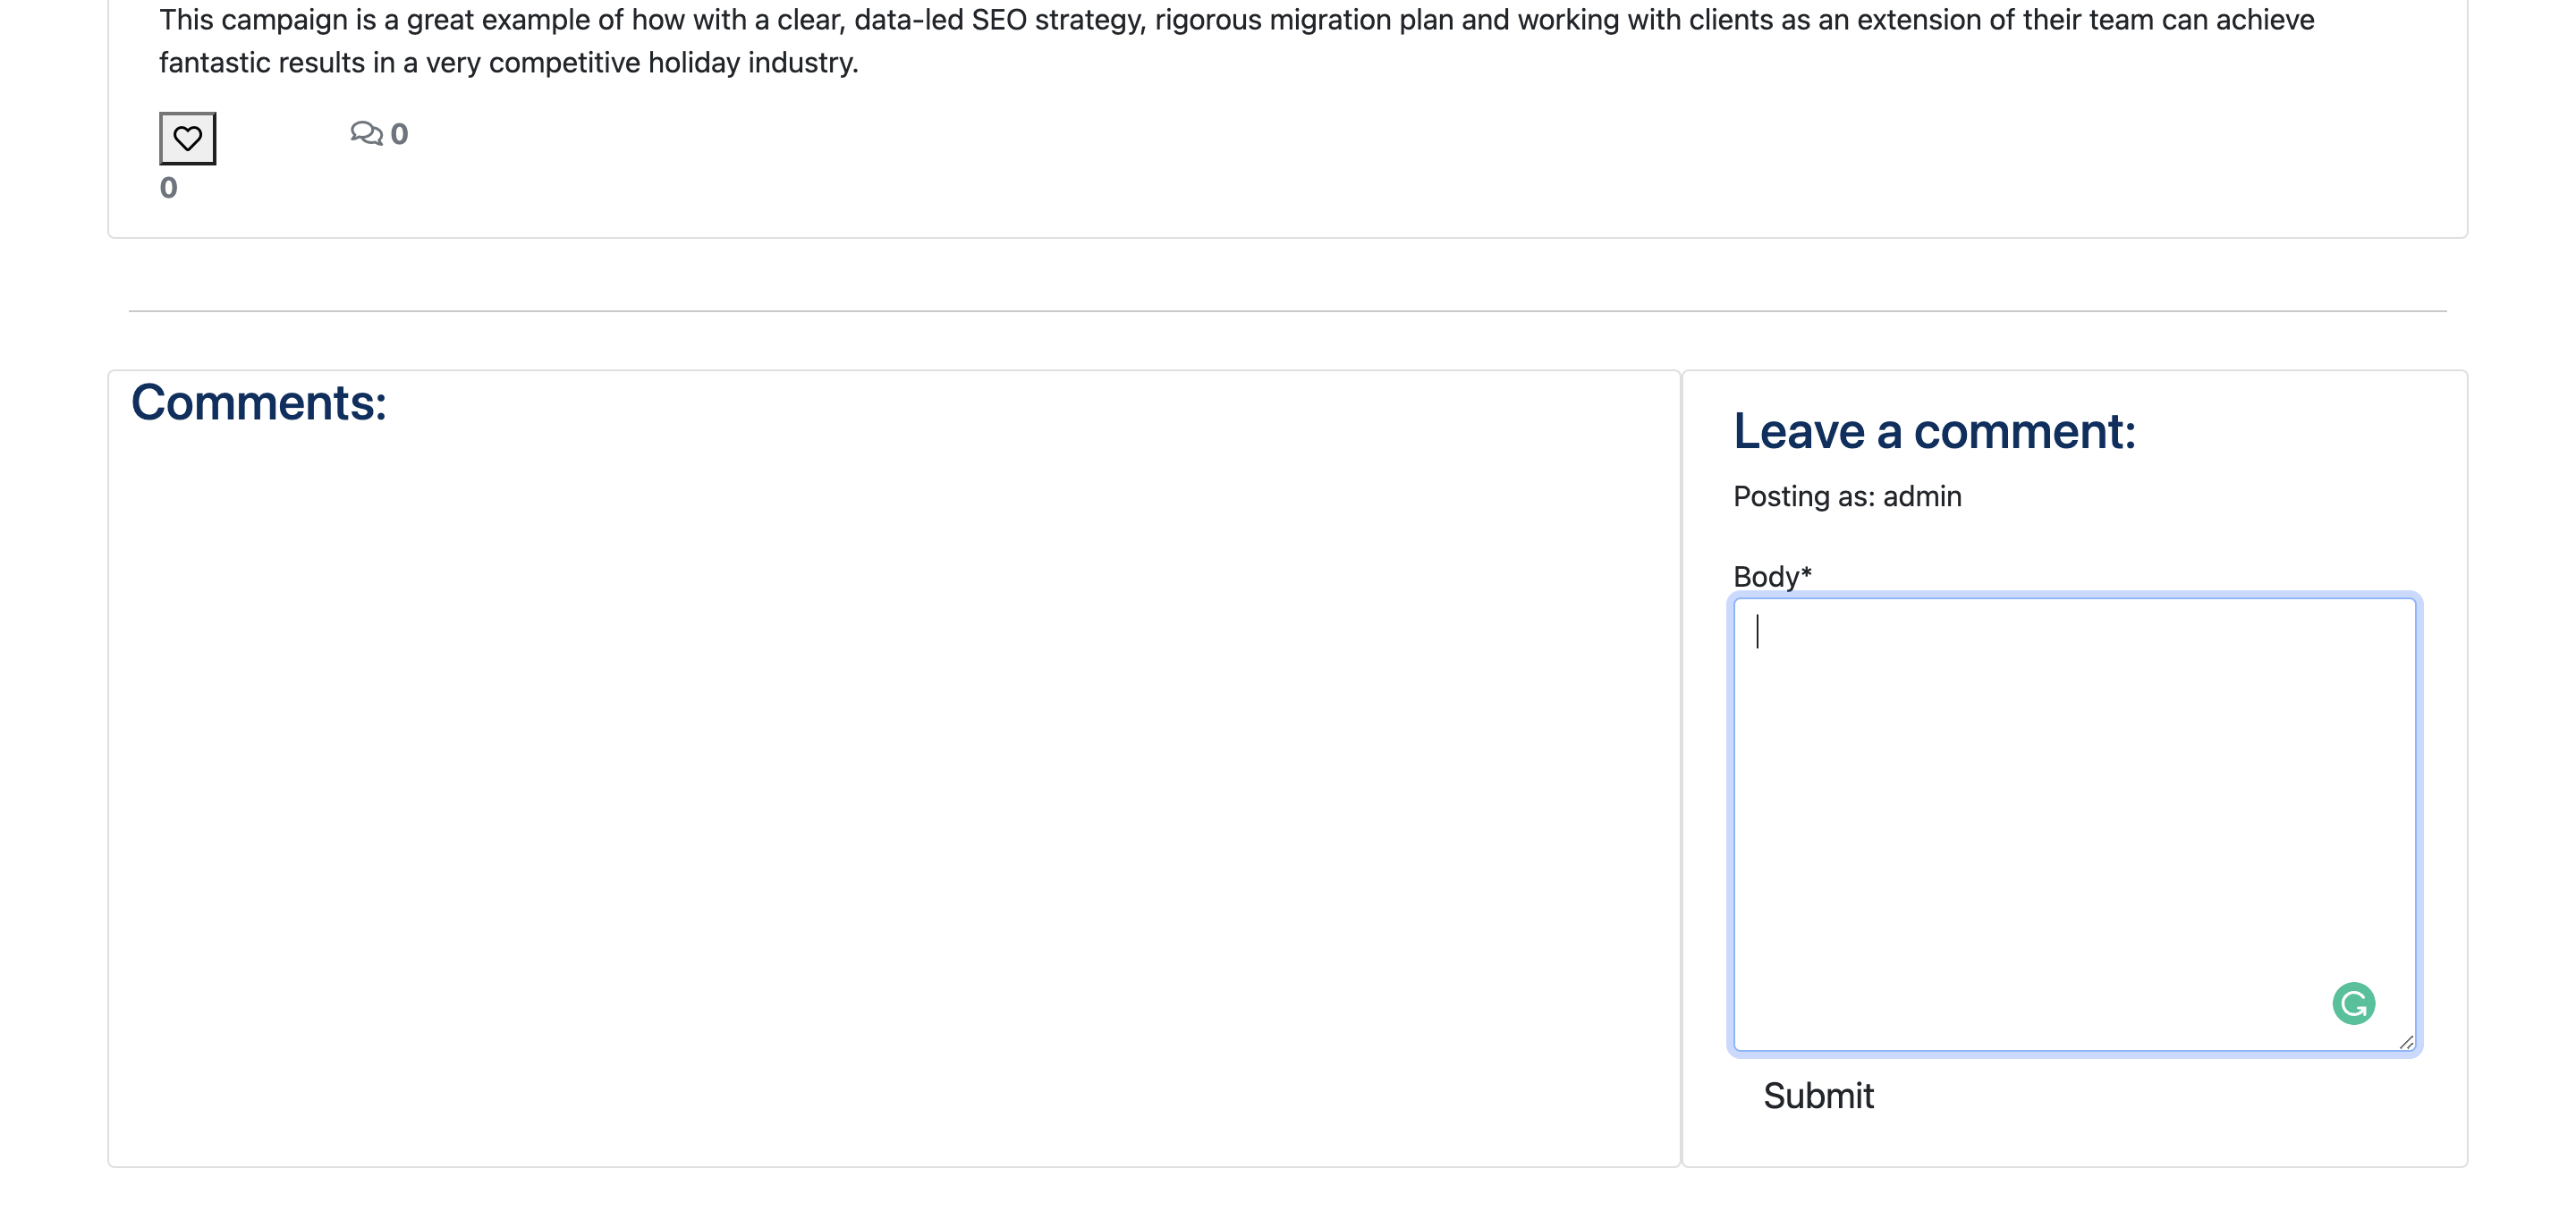 This campaign is a great example of how with a clear, data-led SEO strategy, rigorous migration plan and working with clients as an extension of their team can achieve
fantastic results in a very competitive holiday industry.
0
0
Comments:
Leave a comment:
Posting as: admin
Body*
Submit